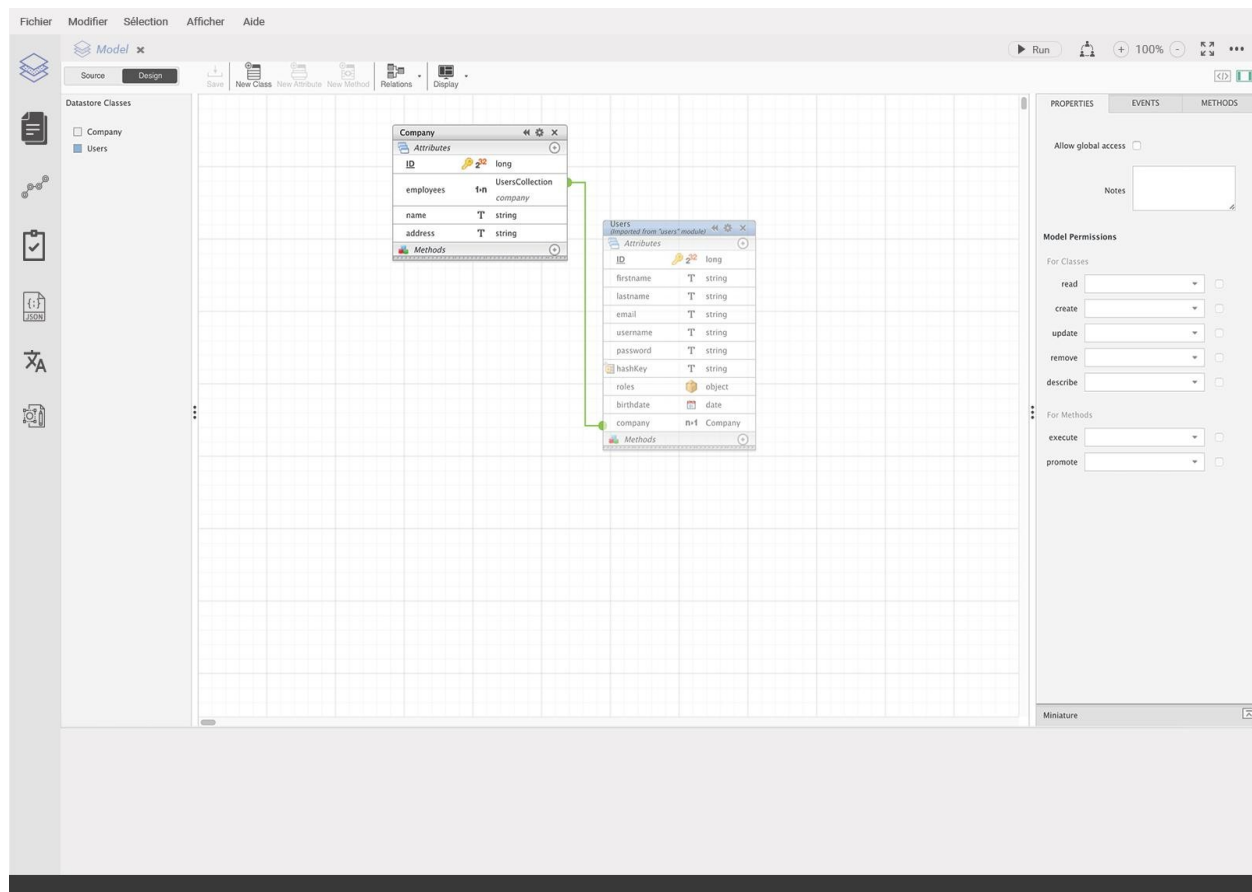 Fichier Modifier Sélection Afficher Aide
Model
Run + 100% -
Source Design
Save New Class New Attribute New Method Relations Display
Datastore Classes
Company
Users
Company
Attributes
ID 2³² long
employees 1›n UsersCollection
company
name T string
address T string
Methods
Users
(Imported from "users" module)
Attributes
ID 2³² long
firstname T string
lastname T string
email T string
username T string
password T string
hashKey T string
roles object
birthdate date
company n›1 Company
Methods
PROPERTIES EVENTS METHODS
Allow global access
Notes
Model Permissions
For Classes
read
create
update
remove
describe
For Methods
execute
promote
Miniature
{;}
JSON